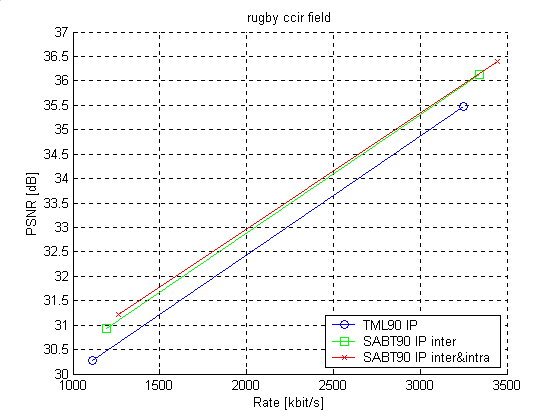 rugby ccir field
37
36.5
36
35.5
35
34.5
34
33.5
33
32.5
32
31.5
31
30.5
30
PSNR [dB]
1000 1500 2000 2500 3000 3500
Rate [kbit/s]
TML90 IP
SABT90 IP inter
SABT90 IP inter&intra